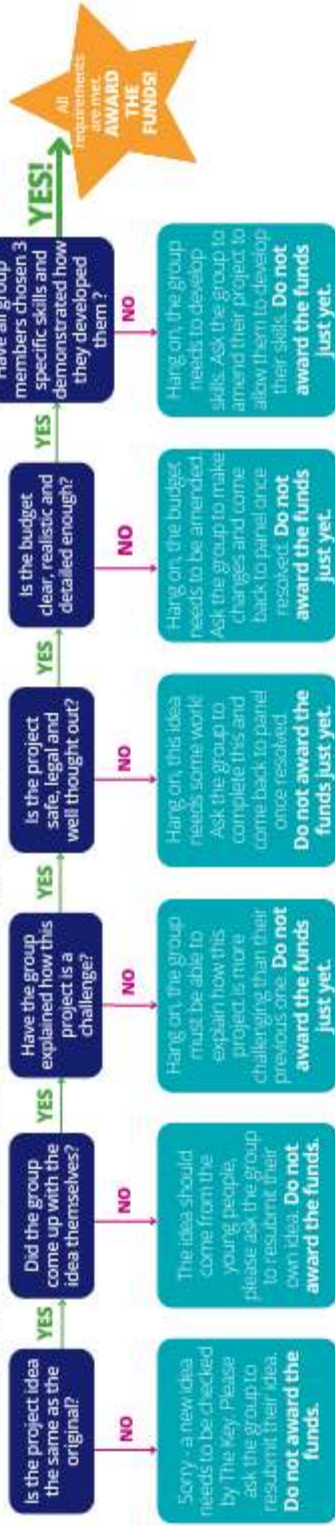 Is the project idea
the same as the
original?
YES
Did the group
come up with the
idea themselves?
YES
Have the group
explained how this
project is a
challenge?
YES
Is the project
safe, legal and
well thought out?
YES
Is the budget
clear, realistic and
detailed enough?
YES
Have all group
members chosen 3
specific skills and
demonstrated how
they developed
them ?
YES!
All
requirements
are met,
AWARD
THE
FUNDS!
NO
Sorry - a new idea
needs to be checked
by The Key. Please
ask the group to
resubmit their idea.
Do not award the
funds.
NO
The idea should
come from the
young people,
please ask the group
to resubmit their
own idea. Do not
award the funds.
NO
Hang on, the group
must be able to
explain how this
project is more
challenging than their
previous one. Do not
award the funds
just yet.
NO
Hang on, this idea
needs some work!
Ask the group to
complete this and
come back to panel
once resolved.
Do not award the
funds just yet.
NO
Hang on, the budget
needs to be amended.
Ask the group to make
changes and come
back to panel once
resolved. Do not
award the funds
just yet.
NO
Hang on, the group
needs to develop
skills. Ask the group to
amend their project to
allow them to develop
their skills. Do not
award the funds
just yet.